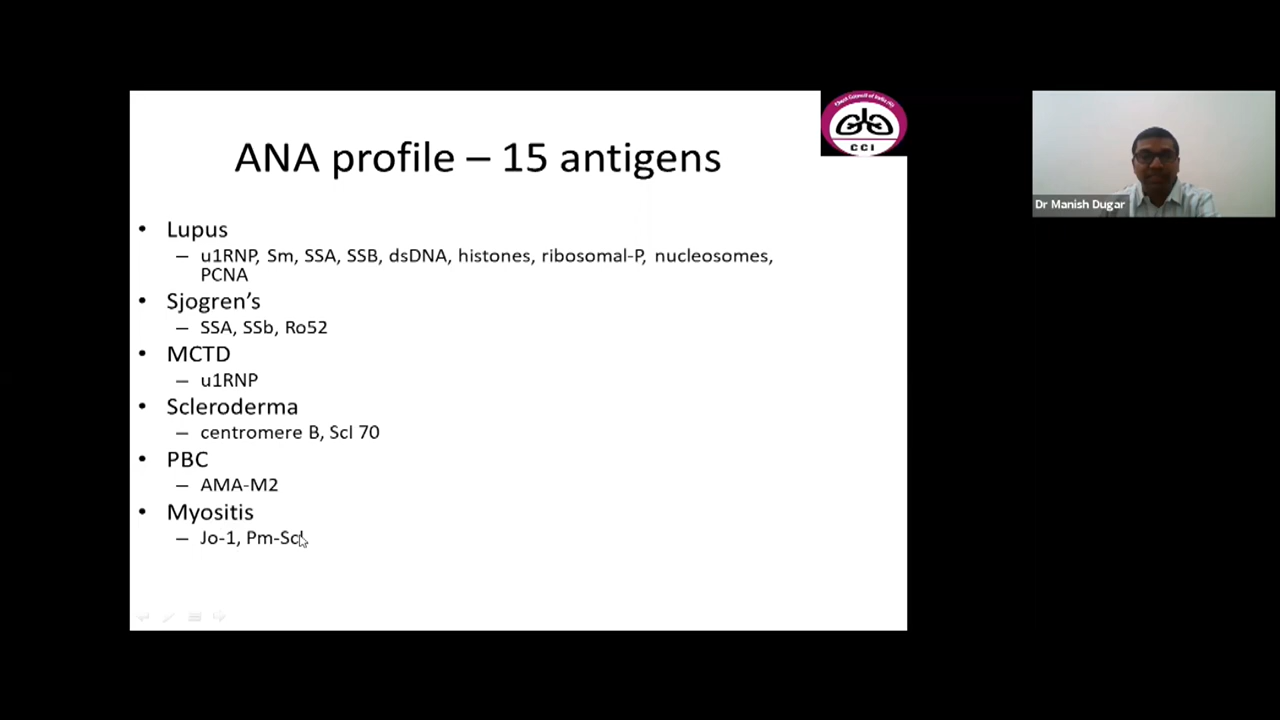 ANA profile – 15 antigens
• Lupus
– u1RNP, Sm, SSA, SSB, dsDNA, histones, ribosomal-P, nucleosomes,
PCNA
• Sjogren’s
– SSA, SSb, Ro52
• MCTD
– u1RNP
• Scleroderma
– centromere B, Scl 70
• PBC
– AMA-M2
• Myositis
– Jo-1, Pm-Scl
CCI
Dr Manish Dugar